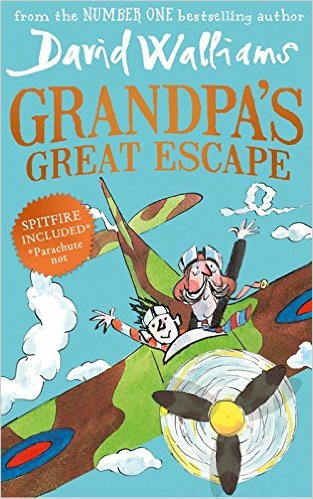 from the NUMBER ONE bestselling author
David Walliams
GRANDPA'S
GREAT ESCAPE
SPITFIRE
INCLUDED*
*Parachute
not